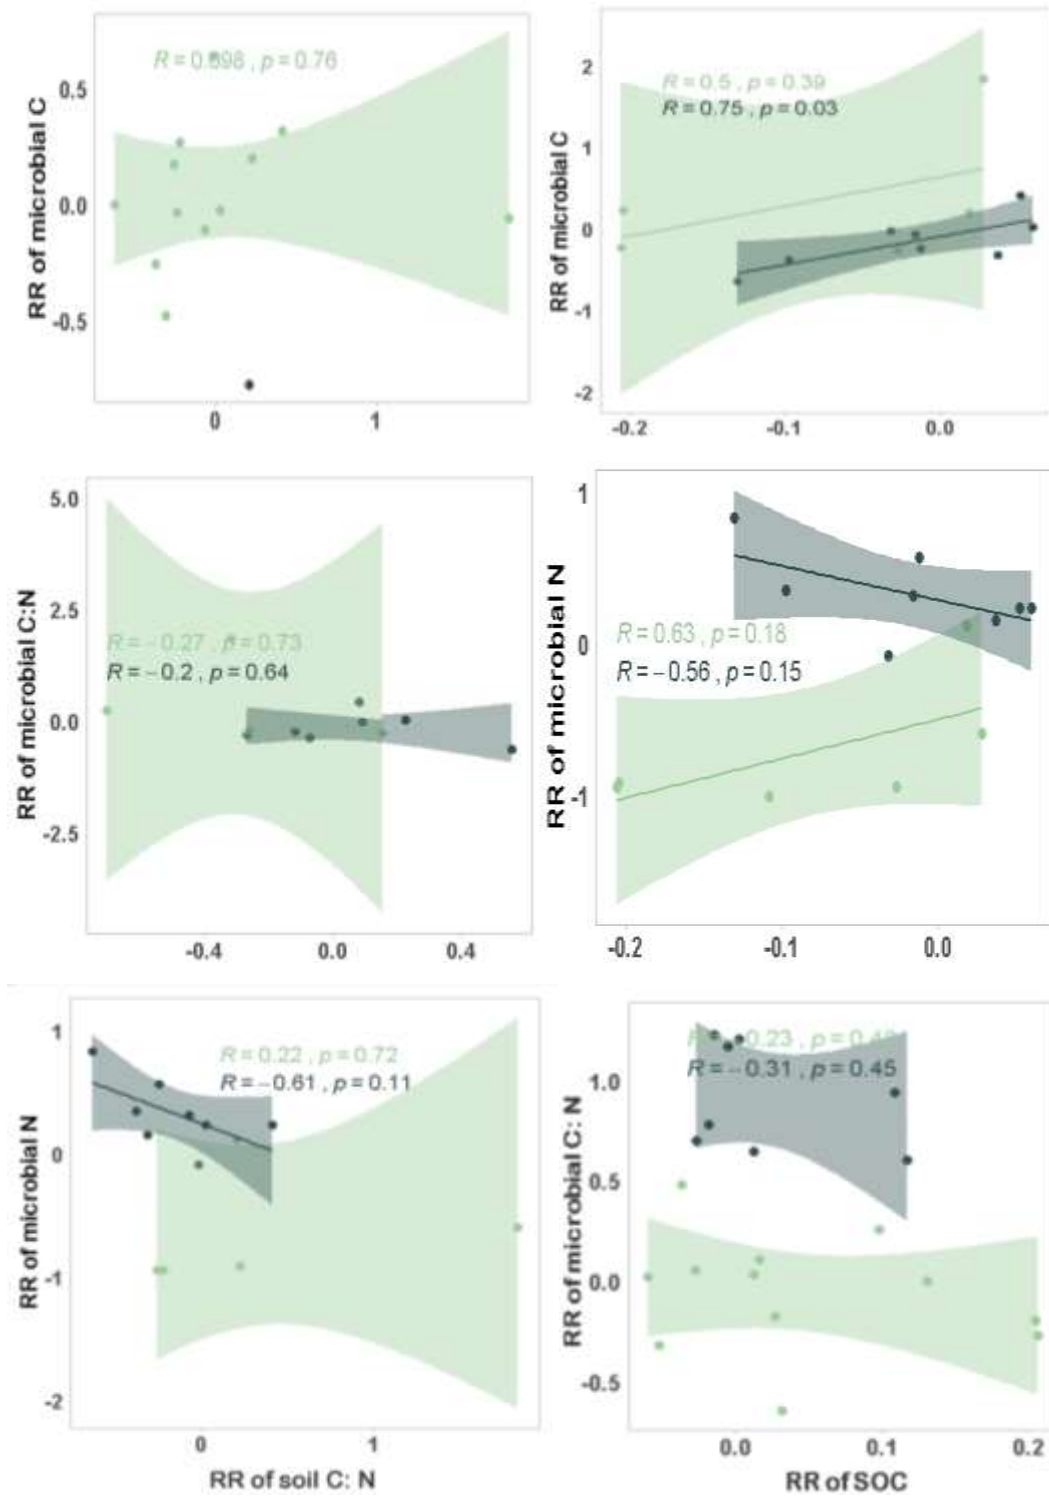 R = 0.098 , p = 0.76
RR of microbial C
0.5
0.0
-0.5
0
1
R = 0.5 , p = 0.39
R = 0.75 , p = 0.03
RR of microbial C
2
1
0
-1
-2
-0.2
-0.1
0.0
R = −0.27 , p = 0.73
R = −0.2 , p = 0.64
RR of microbial C:N
5.0
2.5
0.0
-2.5
-0.4
0.0
0.4
R = 0.63 , p = 0.18
R = −0.56 , p = 0.15
RR of microbial N
1
0
-1
-0.2
-0.1
0.0
R = 0.22 , p = 0.72
R = −0.61 , p = 0.11
RR of microbial N
1
0
-1
-2
0
1
RR of soil C: N
0.23 , p =
R = −0.31 , p = 0.45
RR of microbial C: N
1.0
0.5
0.0
-0.5
0.0
0.1
0.2
RR of SOC